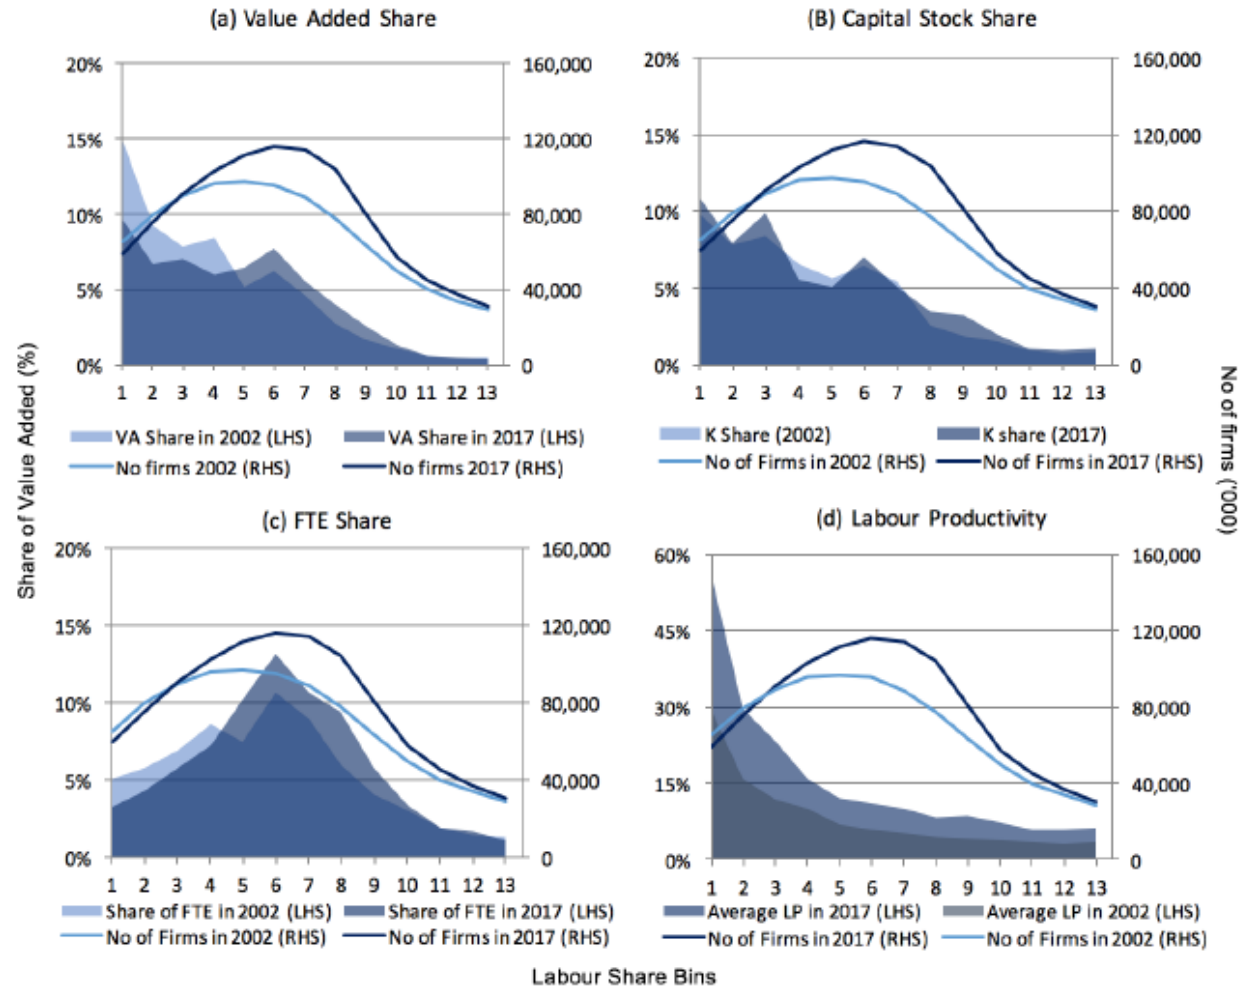 (a) Value Added Share
20%
15%
10%
5%
0%
160,000
120,000
80,000
40,000
0
1 2 3 4 5 6 7 8 9 10 11 12 13
VA Share in 2002 (LHS)
VA Share in 2017 (LHS)
No firms 2002 (RHS)
No firms 2017 (RHS)
(B) Capital Stock Share
20%
15%
10%
5%
0%
160,000
120,000
80,000
40,000
0
1 2 3 4 5 6 7 8 9 10 11 12 13
K Share (2002)
K share (2017)
No of Firms in 2002 (RHS)
No of Firms in 2017 (RHS)
Share of Value Added (%)
No of firms ('000)
(c) FTE Share
20%
15%
10%
5%
0%
160,000
120,000
80,000
40,000
0
1 2 3 4 5 6 7 8 9 10 11 12 13
Share of FTE in 2002 (LHS)
Share of FTE in 2017 (LHS)
No of Firms in 2002 (RHS)
No of Firms in 2017 (RHS)
(d) Labour Productivity
60%
45%
30%
15%
0%
160,000
120,000
80,000
40,000
0
1 2 3 4 5 6 7 8 9 10 11 12 13
Average LP in 2017 (LHS)
Average LP in 2002 (LHS)
No of Firms in 2017 (RHS)
No of Firms in 2002 (RHS)
Labour Share Bins